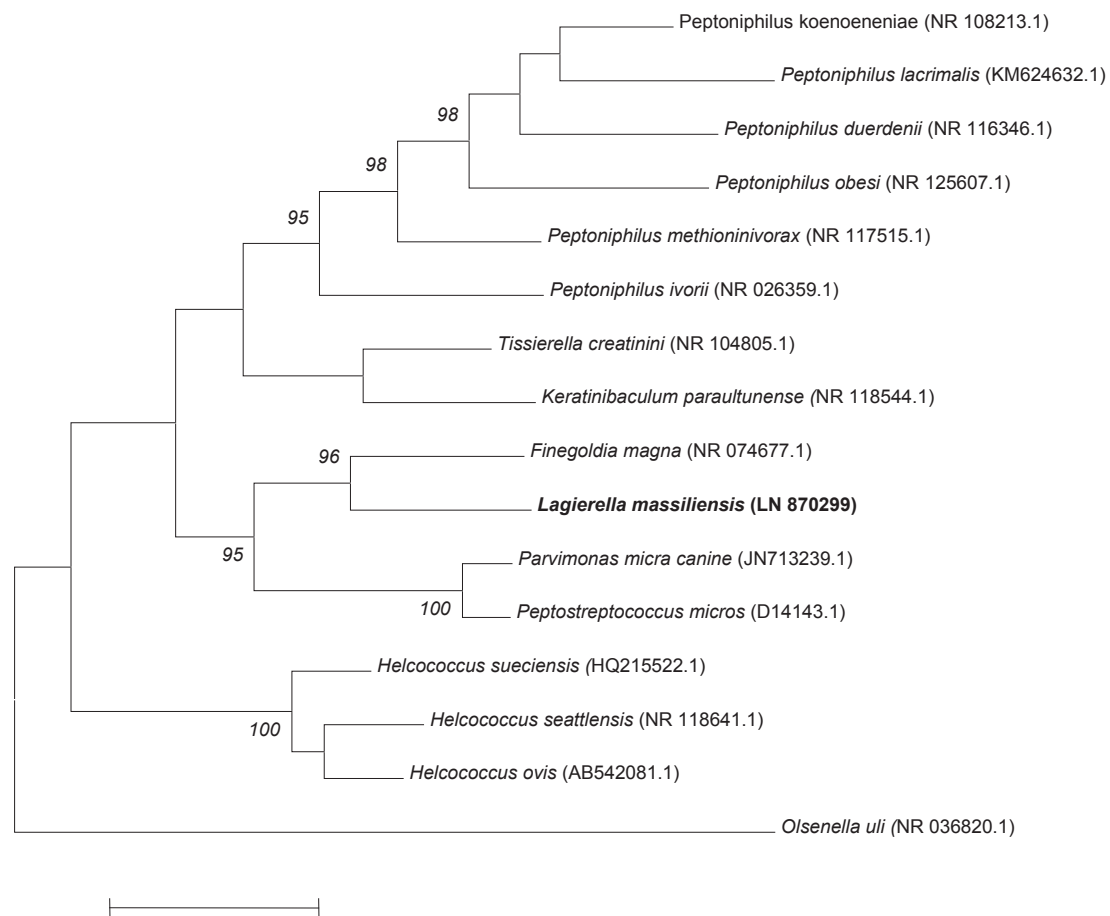 Peptoniphilus koenoeneniae (NR 108213.1)
Peptoniphilus lacrimalis (KM624632.1)
98
Peptoniphilus duerdenii (NR 116346.1)
98
Peptoniphilus obesi (NR 125607.1)
95
Peptoniphilus methioninivorax (NR 117515.1)
Peptoniphilus ivorii (NR 026359.1)
Tissierella creatinini (NR 104805.1)
Keratinibaculum paraultunense (NR 118544.1)
96
Finegoldia magna (NR 074677.1)
Lagierella massiliensis (LN 870299)
95
Parvimonas micra canine (JN713239.1)
100
Peptostreptococcus micros (D14143.1)
Helcococcus sueciensis (HQ215522.1)
100
Helcococcus seattlensis (NR 118641.1)
Helcococcus ovis (AB542081.1)
Olsenella uli (NR 036820.1)